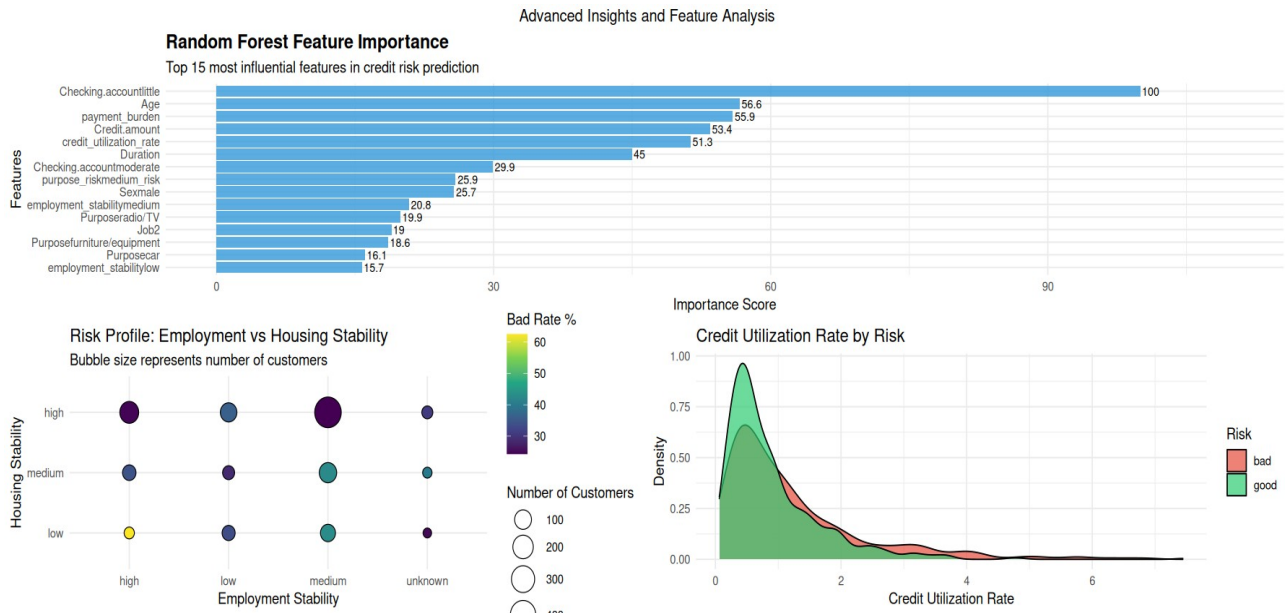 Advanced Insights and Feature Analysis
Random Forest Feature Importance
Top 15 most influential features in credit risk prediction
Features
Checking.accountlittle 100
Age 56.6
payment_burden 55.9
Credit.amount 53.4
credit_utilization_rate 51.3
Duration 45
Checking.accountmoderate 29.9
purpose_riskmedium_risk 25.9
Sexmale 25.7
employment_stabilitymedium 20.8
Purposeradio/TV 19.9
Job2 19
Purposefurniture/equipment 18.6
Purposecar 16.1
employment_stabilitylow 15.7
0 30 60 90
Importance Score
Risk Profile: Employment vs Housing Stability
Bubble size represents number of customers
Housing Stability
high
medium
low
high low medium unknown
Employment Stability
Bad Rate %
60
50
40
30
Number of Customers
100
200
300
Credit Utilization Rate by Risk
Density
1.00
0.75
0.50
0.25
0.00
0 2 4 6
Credit Utilization Rate
Risk
bad
good